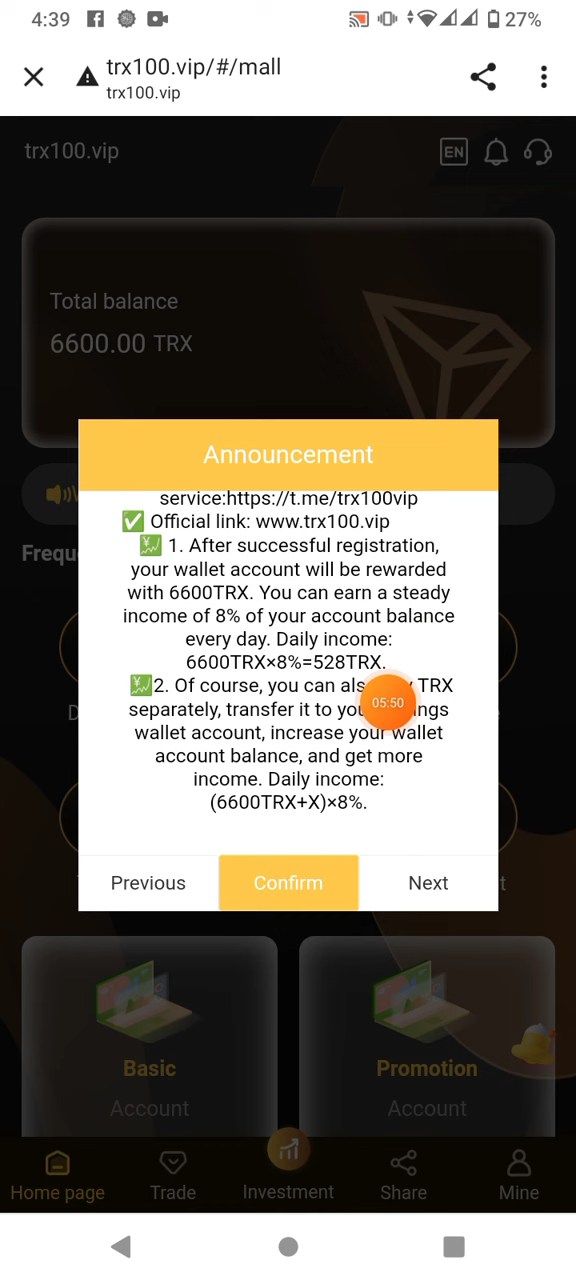 4:39
27%
trx100.vip/#/mall
trx100.vip
trx100.vip
EN
Total balance
6600.00 TRX
Announcement
service:https://t.me/trx100vip
✅ Official link: www.trx100.vip
💹 1. After successful registration,
your wallet account will be rewarded
with 6600TRX. You can earn a steady
income of 8% of your account balance
every day. Daily income:
6600TRX×8%=528TRX.
💹2. Of course, you can TRX
separately, transfer it to
05:50
wallet account, increase your wallet
account balance, and get more
income. Daily income:
(6600TRX+X)×8%.
Previous
Confirm
Next
Basic
Promotion
Account
Account
Home page
Trade
Investment
Share
Mine